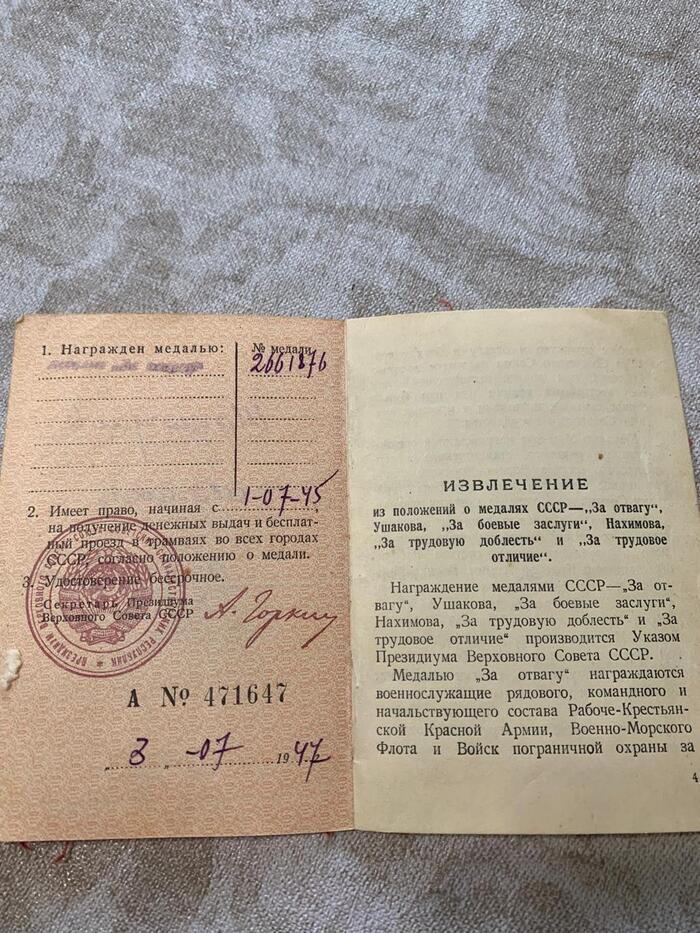 1. Награжден медалью:
№ медали
2661876
1-07-45
2. Имеет право, начиная с
на получение денежных выдач и бесплат-
ный проезд в трамваях во всех городах
СССР, согласно положению о медали.
3. Удостоверение бессрочное.
Секретарь Президиума
Верховного Совета СССР
А. Горкин
А № 471647
„ 3 „ -07 1947
ИЗВЛЕЧЕНИЕ
из положений о медалях СССР—„За отвагу“,
Ушакова, „За боевые заслуги“, Нахимова,
„За трудовую доблесть“ и „За трудовое
отличие“.
Награждение медалями СССР—„За от-
вагу“, Ушакова, „За боевые заслуги“,
Нахимова, „За трудовую доблесть“ и „За
трудовое отличие“ производится Указом
Президиума Верховного Совета СССР.
Медалью „За отвагу“ награждаются
военнослужащие рядового, командного и
начальствующего состава Рабоче-Крестьян-
ской Красной Армии, Военно-Морского
Флота и Войск пограничной охраны за
4